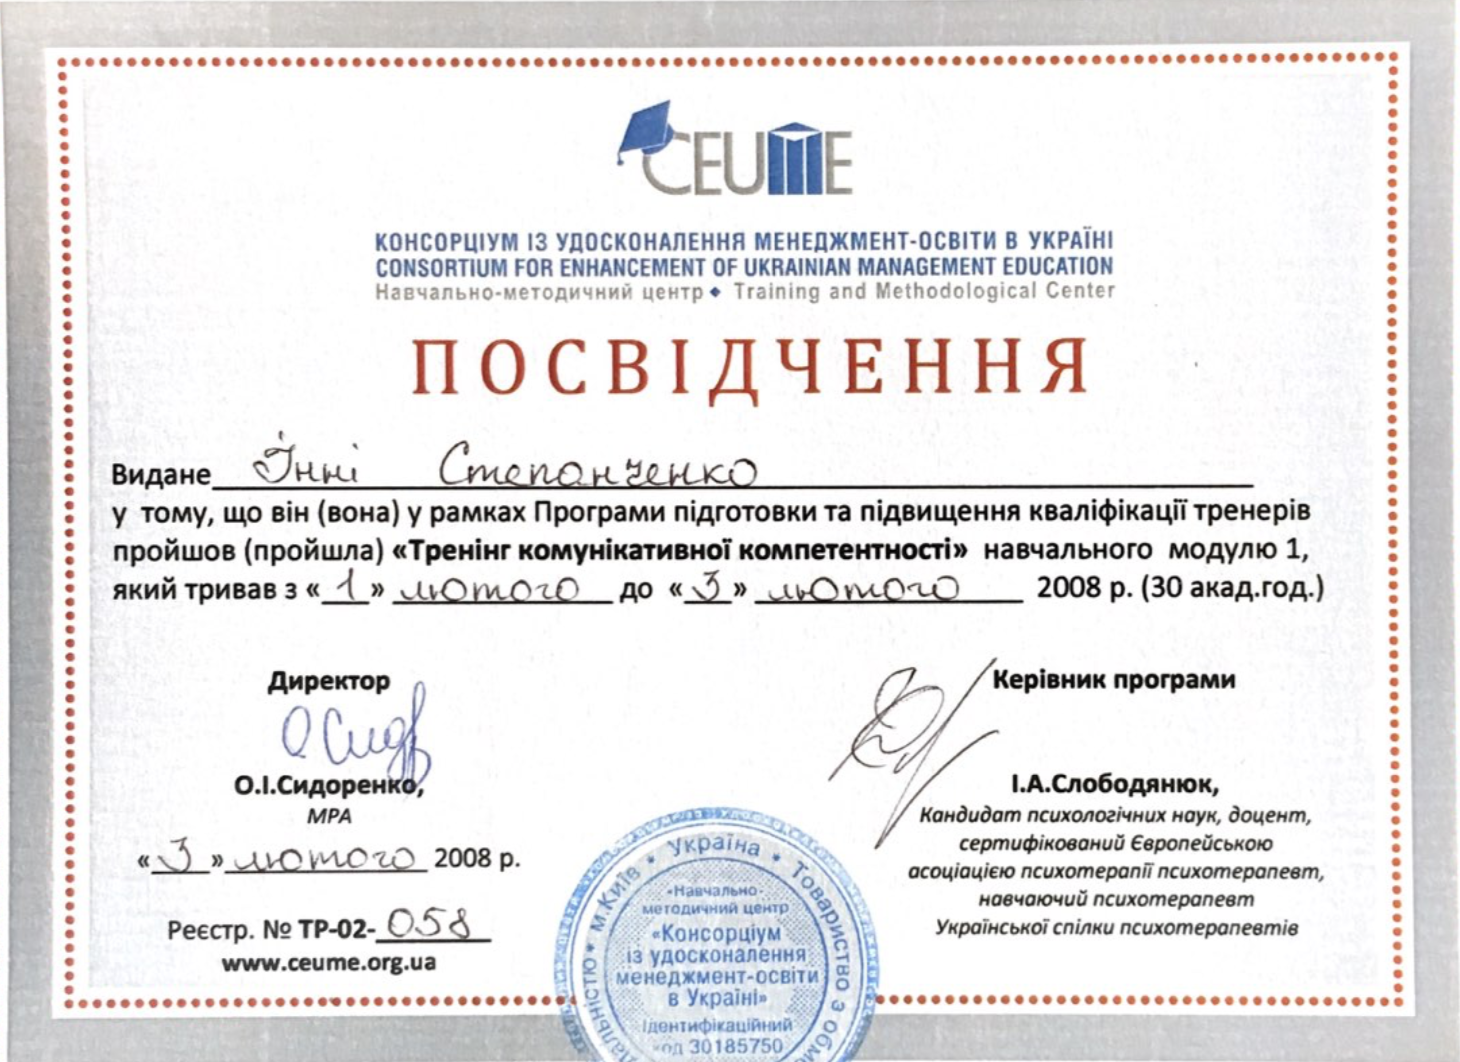 CEUME
КОНСОРЦІУМ ІЗ УДОСКОНАЛЕННЯ МЕНЕДЖМЕНТ-ОСВІТИ В УКРАЇНІ
CONSORTIUM FOR ENHANCEMENT OF UKRAINIAN MANAGEMENT EDUCATION
Навчально-методичний центр ◆ Training and Methodological Center
ПОСВІДЧЕННЯ
Видане Інні Степанченко
у тому, що він (вона) у рамках Програми підготовки та підвищення кваліфікації тренерів
пройшов (пройшла) «Тренінг комунікативної компетентності» навчального модулю 1,
який тривав з «1» лютого до «3» лютого 2008 р. (30 акад.год.)
Директор
О.І.Сидоренко,
МРА
«3» лютого 2008 р.
Реєстр. № ТР-02-058
www.ceume.org.ua
Керівник програми
І.А.Слободянюк,
Кандидат психологічних наук, доцент,
сертифікований Європейською
асоціацією психотерапії психотерапевт,
навчаючий психотерапевт
Української спілки психотерапевтів
м.Київ * Україна * Товариство з
«Навчально-
методичний центр
«Консорціум
із удосконалення
менеджмент-освіти
в Україні»
Ідентифікаційний
код 30185750